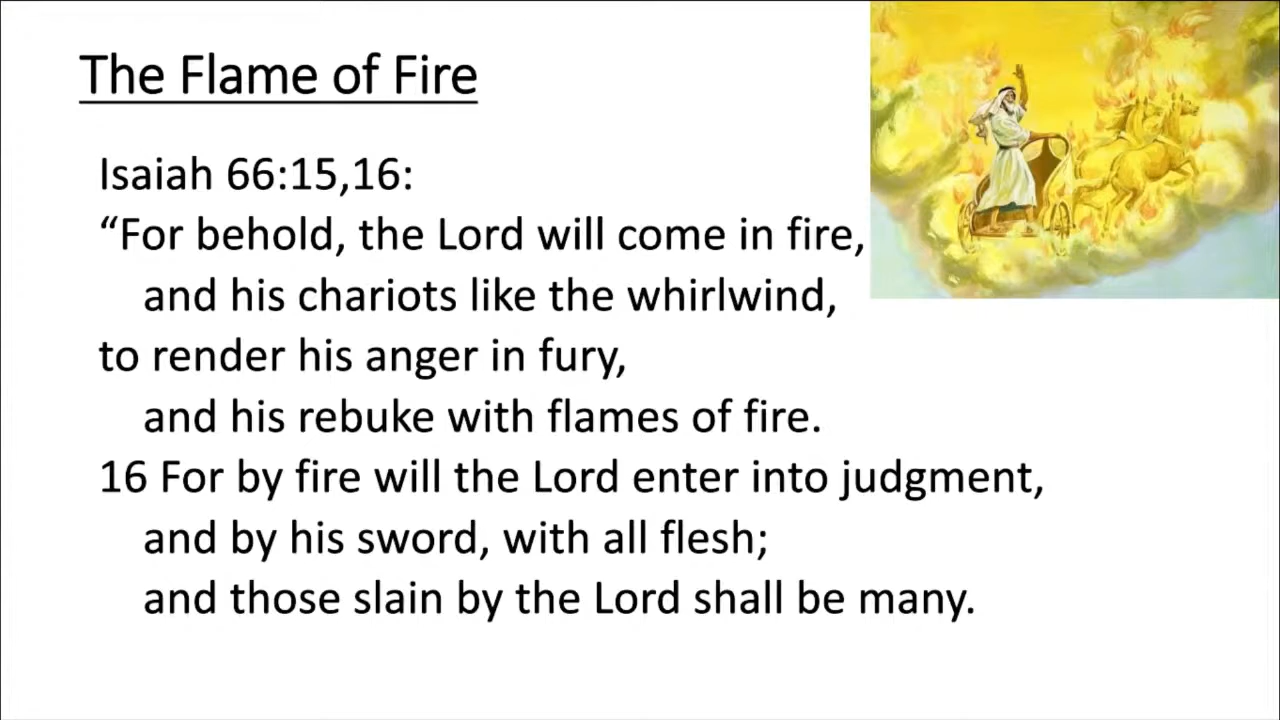 The Flame of Fire
Isaiah 66:15,16:
“For behold, the Lord will come in fire,
and his chariots like the whirlwind,
to render his anger in fury,
and his rebuke with flames of fire.
16 For by fire will the Lord enter into judgment,
and by his sword, with all flesh;
and those slain by the Lord shall be many.